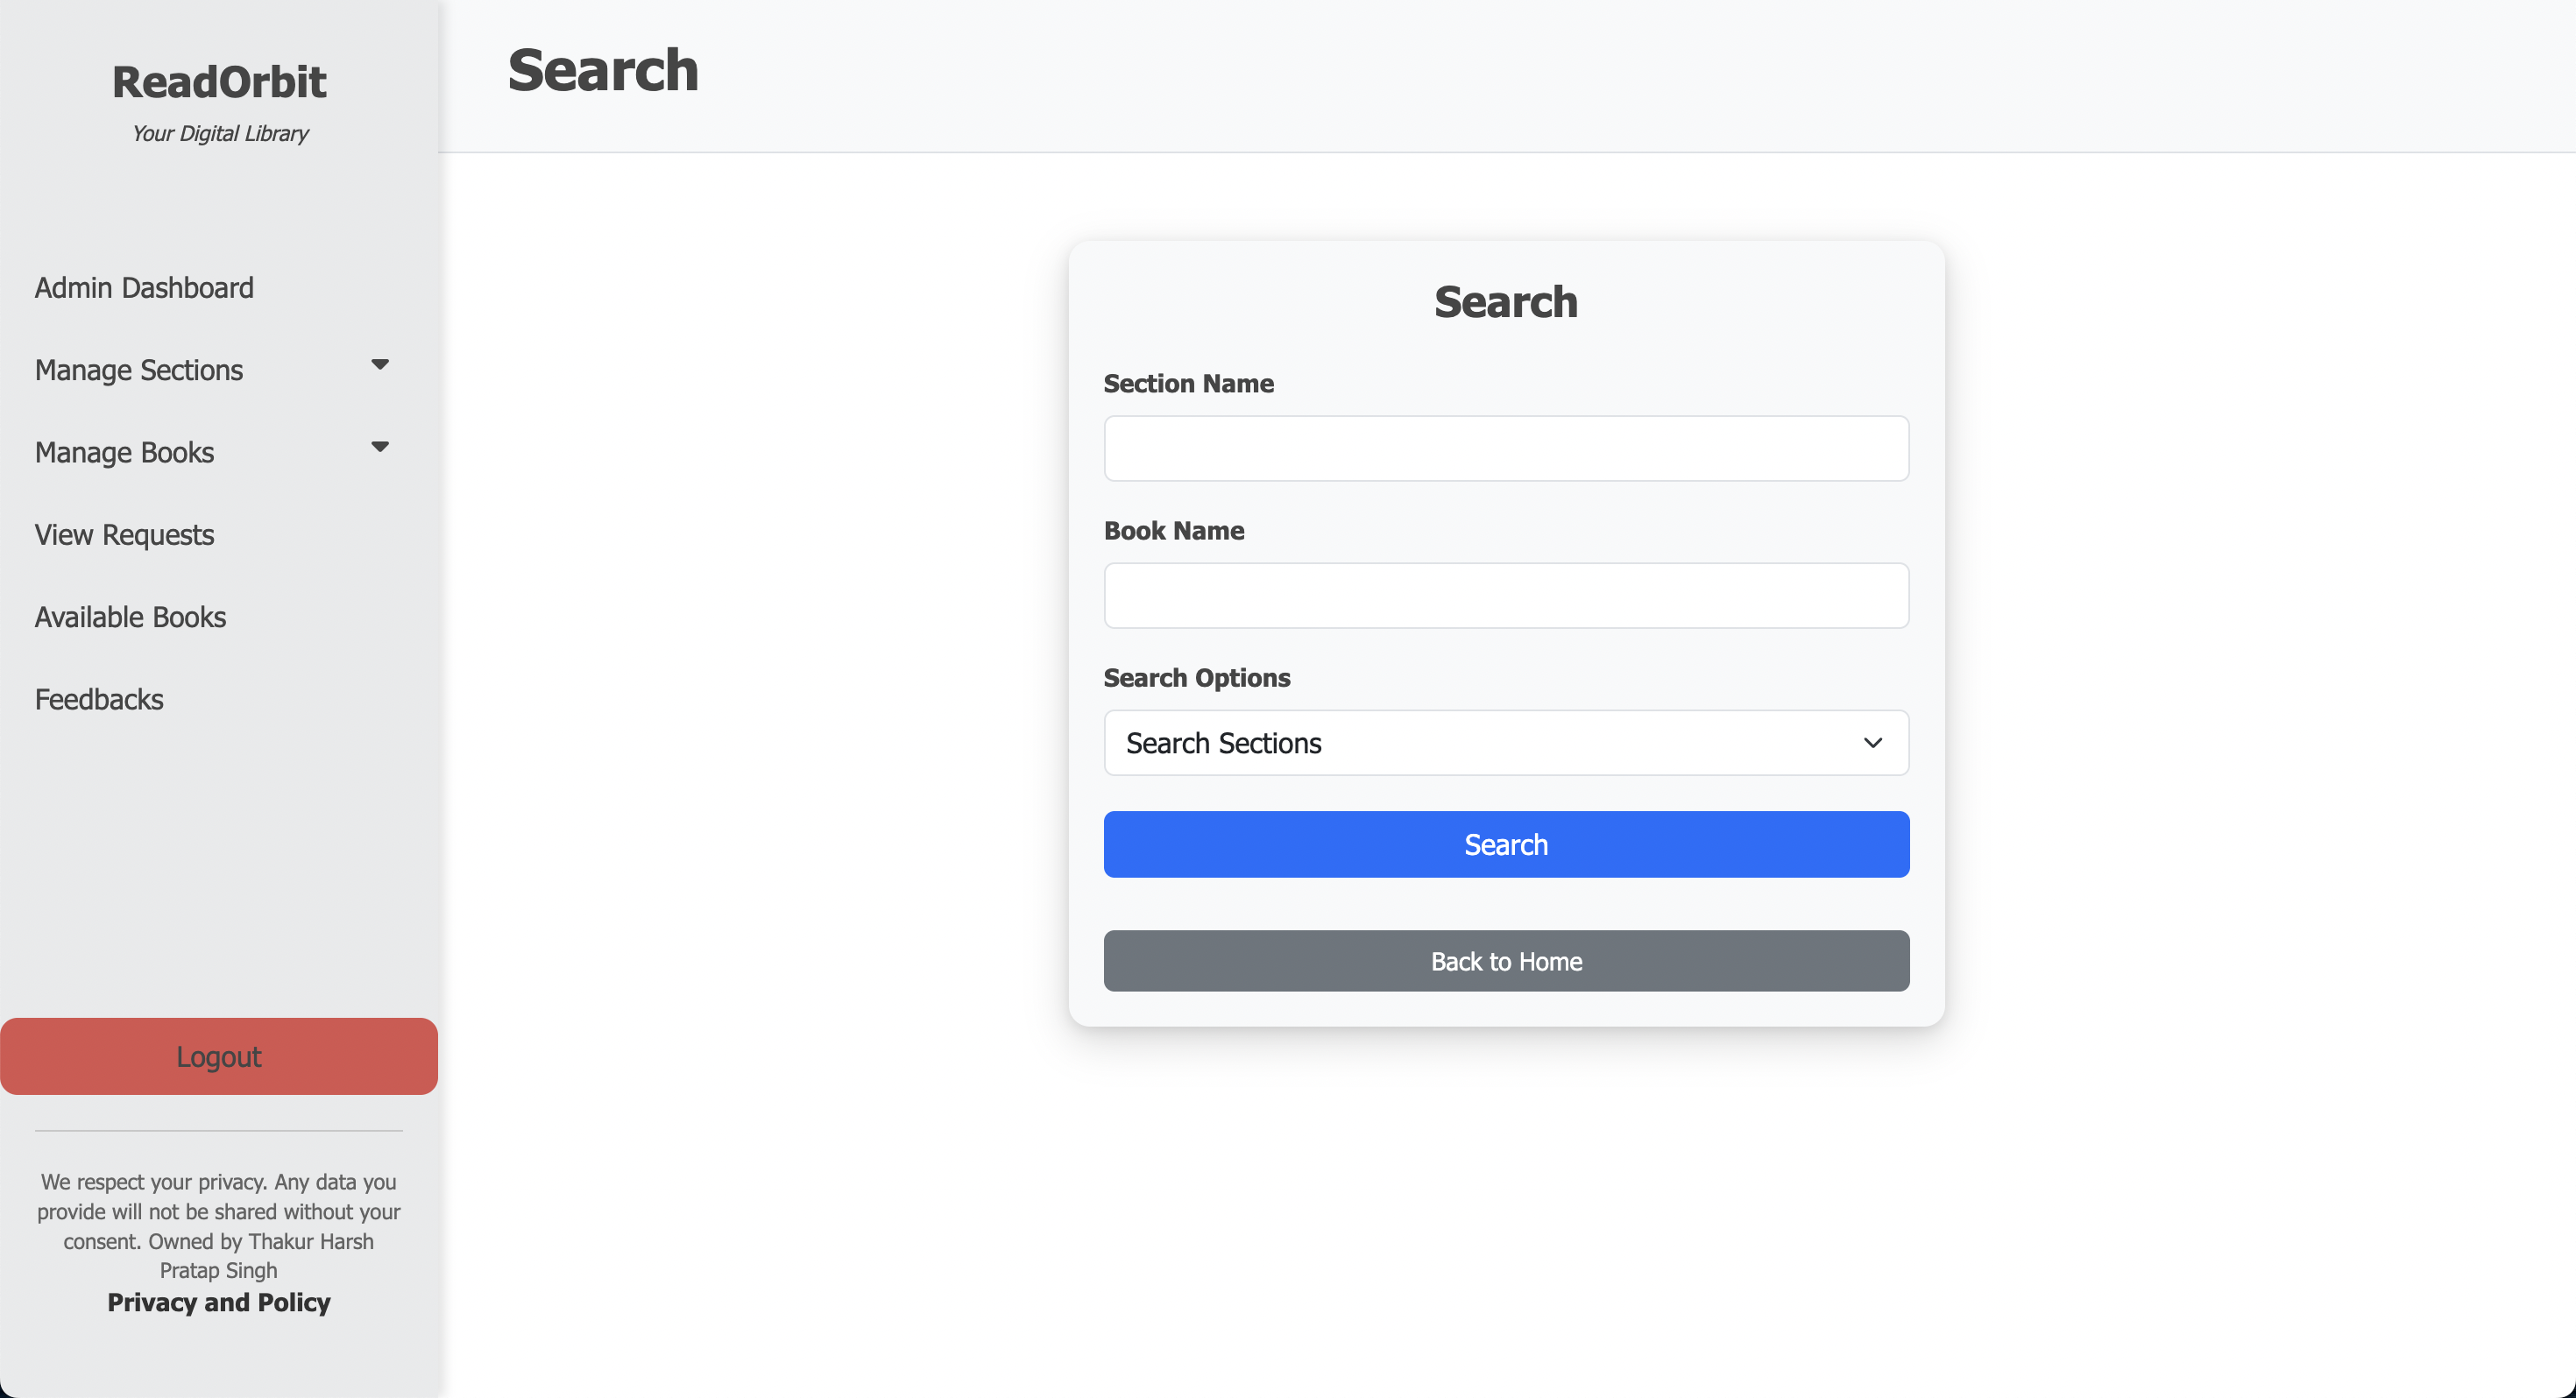 ReadOrbit
Your Digital Library
Admin Dashboard
Manage Sections
Manage Books
View Requests
Available Books
Feedbacks
Logout
We respect your privacy. Any data you
provide will not be shared without your
consent. Owned by Thakur Harsh
Pratap Singh
Privacy and Policy
Search
Search
Section Name
Book Name
Search Options
Search Sections
Search
Back to Home